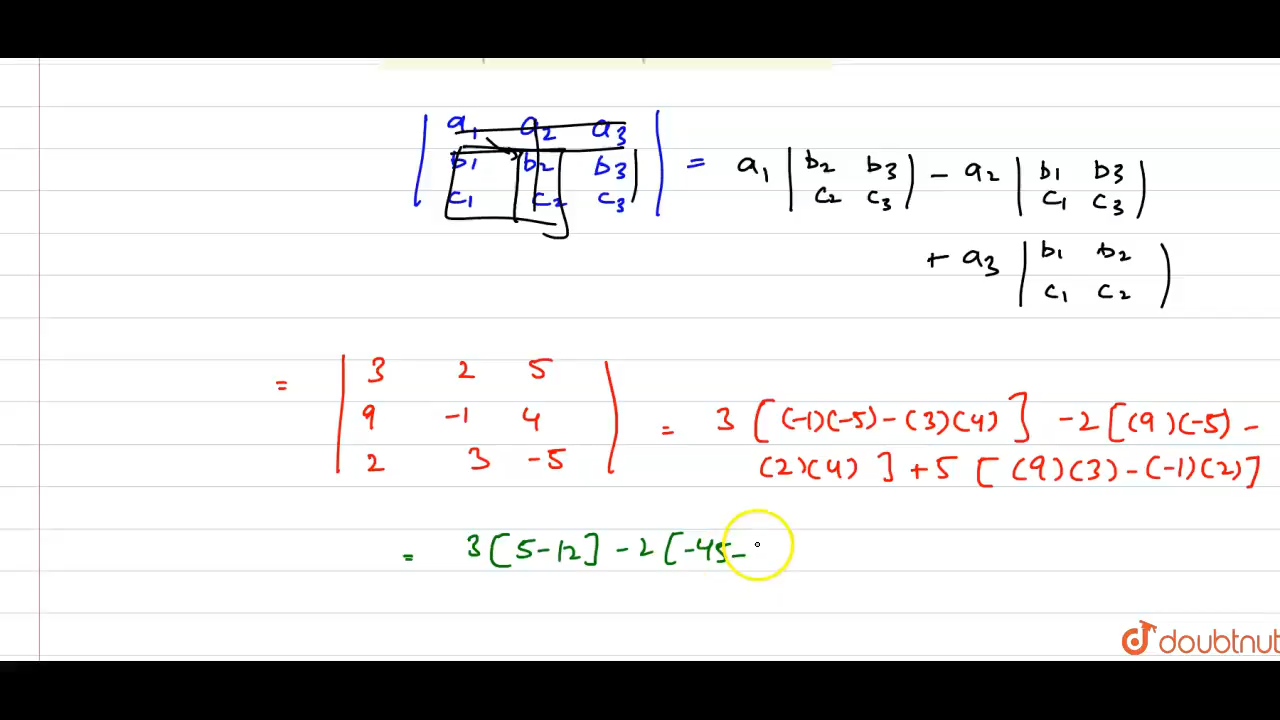 | a1 a2 a3 |
| b1 b2 b3 | = a1 | b2 b3 | - a2 | b1 b3 |
| c1 c2 c3 | | c2 c3 | | c1 c3 |
+ a3 | b1 b2 |
| c1 c2 |
| 3 2 5 |
= | 9 -1 4 | = 3 [(-1)(-5)-(3)(4)] -2[(9)(-5)-
| 2 3 -5 | (2)(4)] + 5 [(9)(3)-(-1)(2)]
= 3[5-12] -2[-45-
doubtnut